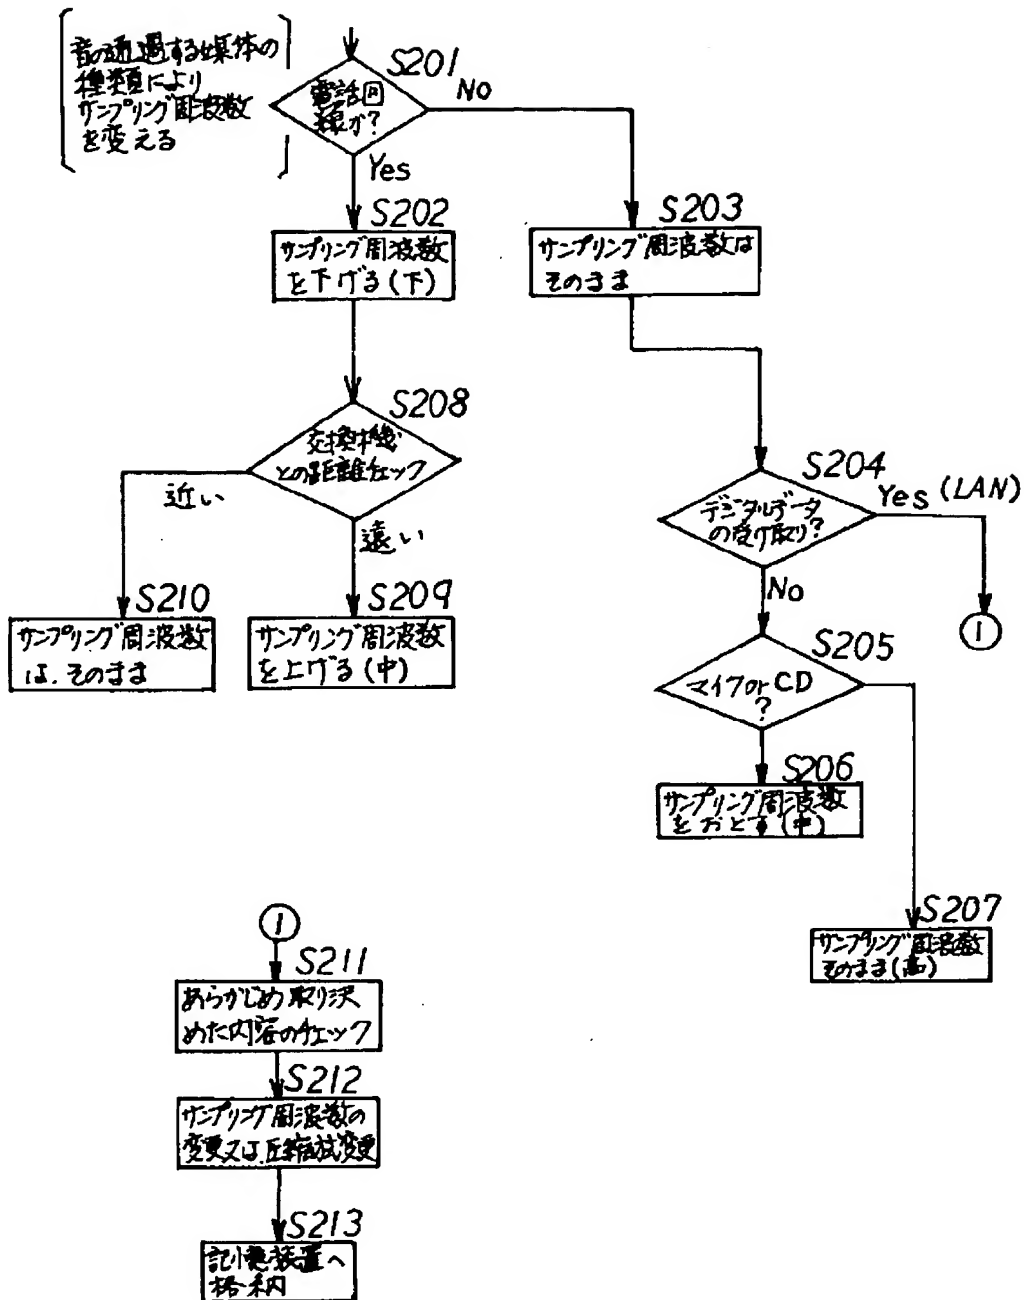 音の通過する媒体の
種類により
サンプリング周波数
を変える
S201
電話回
線か?
No
Yes
S202
サンプリング周波数
を下げる(下)
S203
サンプリング周波数は
そのまま
S208
交換機
との距離チェック
近い
遠い
S204
デジタルデータ
の受け取り?
Yes (LAN)
No
1
S210
サンプリング周波数
は、そのまま
S209
サンプリング周波数
を上げる(中)
S205
マイク or CD
?
S206
サンプリング周波数
をおとす(中)
S207
サンプリング周波数
そのまま(高)
1
S211
あらかじめ取り決
めた内容のチェック
S212
サンプリング周波数の
変更又は圧縮方式変更
S213
記憶装置へ
格納